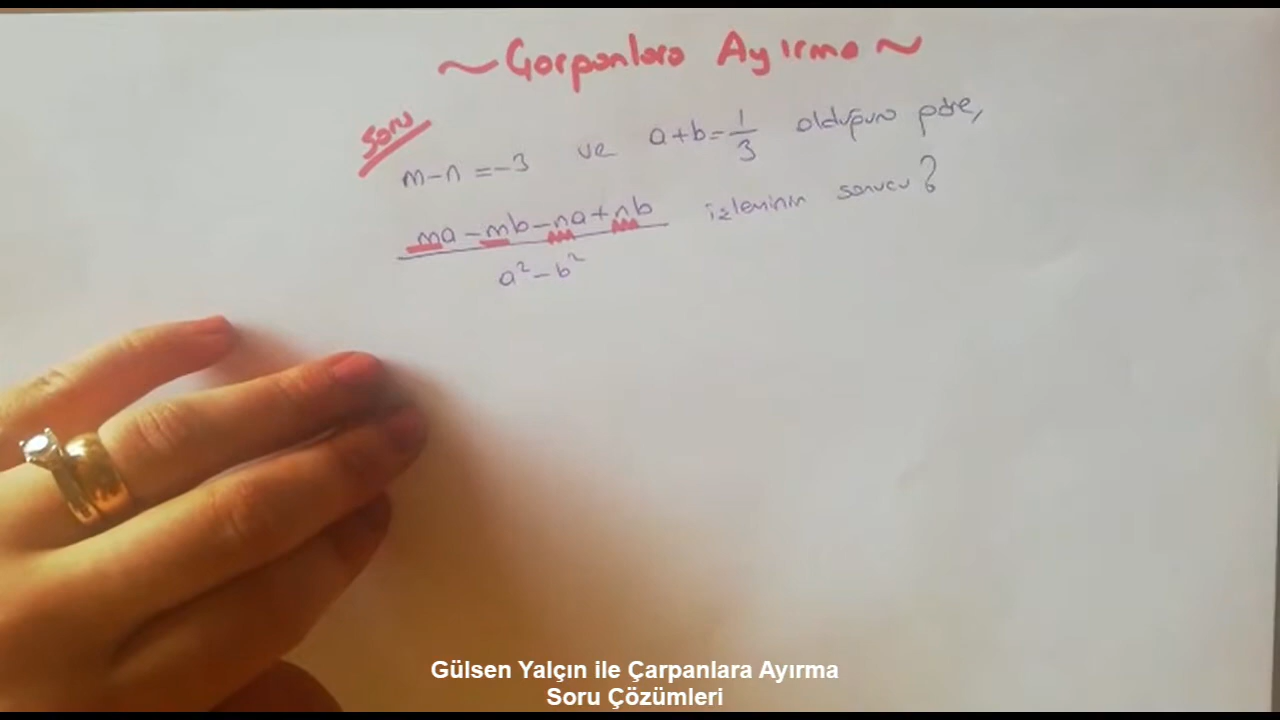 ~ Çarpanlara Ayırma ~
Soru
m-n=-3 ve a+b=1/3 olduğuna göre,
ma-mb-na+nb işleminin sonucu?
a²-b²
Gülsen Yalçın ile Çarpanlara Ayırma
Soru Çözümleri